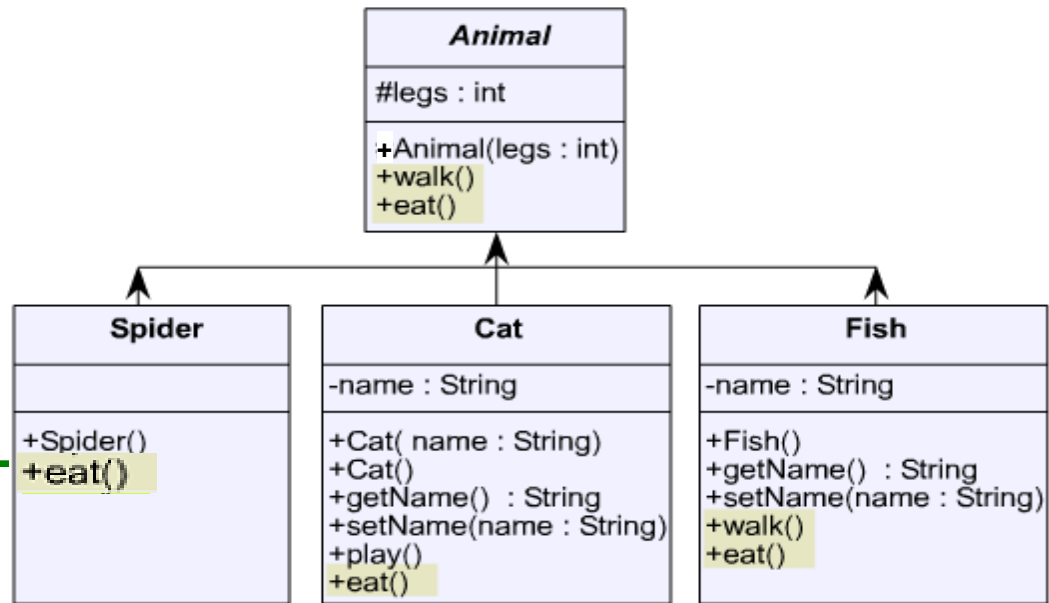 Animal
#legs : int
+Animal(legs : int)
+walk()
+eat()
Spider
+Spider()
+eat()
Cat
-name : String
+Cat( name : String)
+Cat()
+getName() : String
+setName(name : String)
+play()
+eat()
Fish
-name : String
+Fish()
+getName() : String
+setName(name : String)
+walk()
+eat()